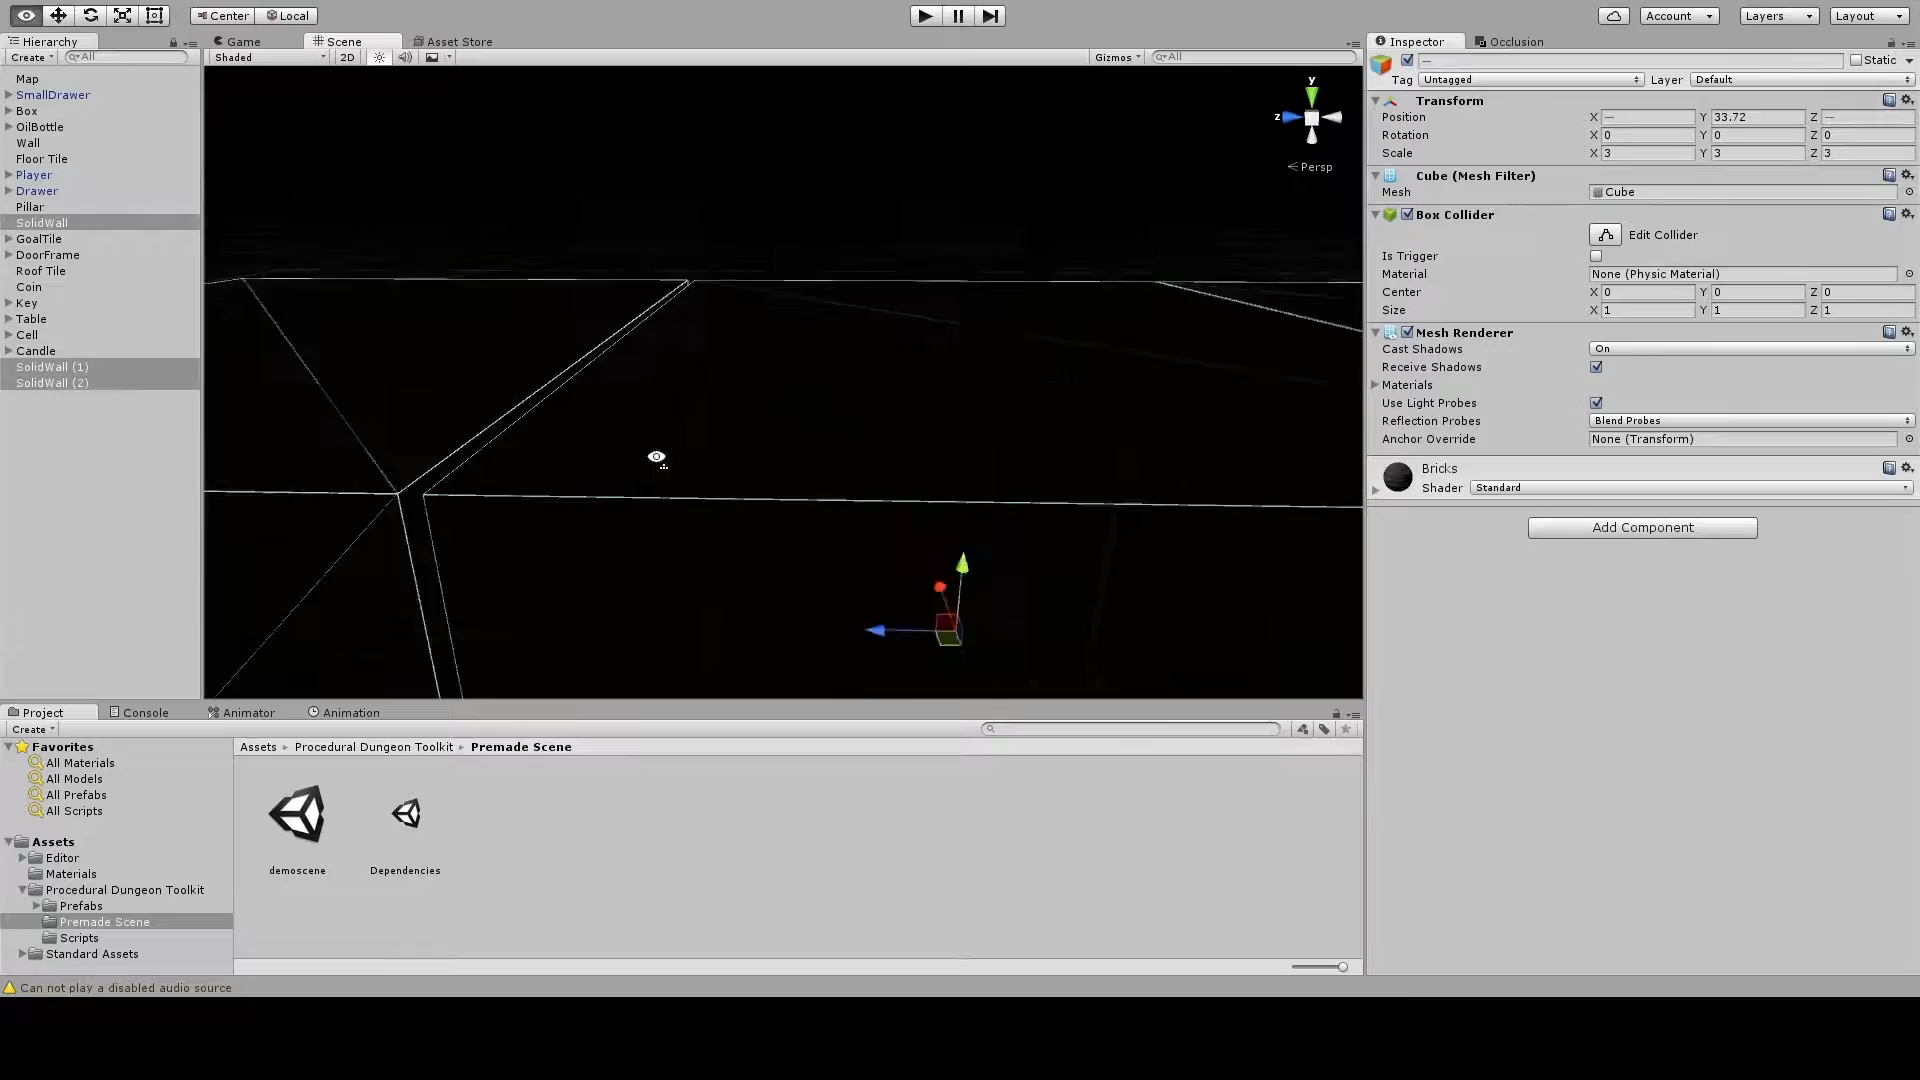 Center Local Account Layers Layout
Hierarchy Game Scene Asset Store Inspector Occlusion
Create All Shaded 2D Gizmos All
— Static
Tag Untagged Layer Default
Map
SmallDrawer
Box
OilBottle
Wall
Floor Tile
Player
Drawer
Pillar
SolidWall
GoalTile
DoorFrame
Roof Tile
Coin
Key
Table
Cell
Candle
SolidWall (1)
SolidWall (2)
y
z
Persp
Transform
Position X — Y 33.72 Z —
Rotation X 0 Y 0 Z 0
Scale X 3 Y 3 Z 3
Cube (Mesh Filter)
Mesh Cube
Box Collider
Edit Collider
Is Trigger
Material None (Physic Material)
Center X 0 Y 0 Z 0
Size X 1 Y 1 Z 1
Mesh Renderer
Cast Shadows On
Receive Shadows
Materials
Use Light Probes
Reflection Probes Blend Probes
Anchor Override None (Transform)
Bricks
Shader Standard
Add Component
Project Console Animator Animation
Create
Favorites
All Materials
All Models
All Prefabs
All Scripts
Assets
Editor
Materials
Procedural Dungeon Toolkit
Prefabs
Premade Scene
Scripts
Standard Assets
Assets Procedural Dungeon Toolkit Premade Scene
demoscene Dependencies
Can not play a disabled audio source